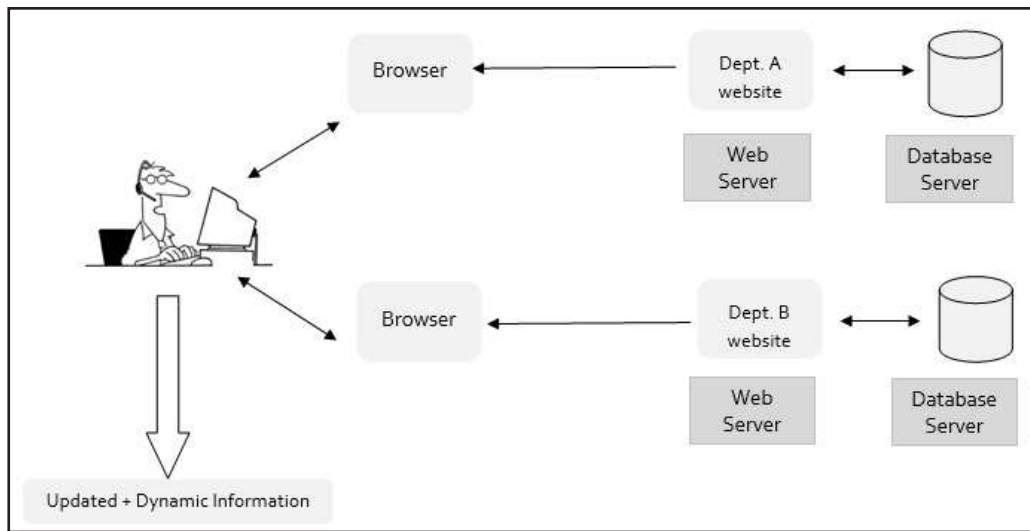 Browser
Dept. A
website
Web
Server
Database
Server
Browser
Dept. B
website
Web
Server
Database
Server
Updated + Dynamic Information